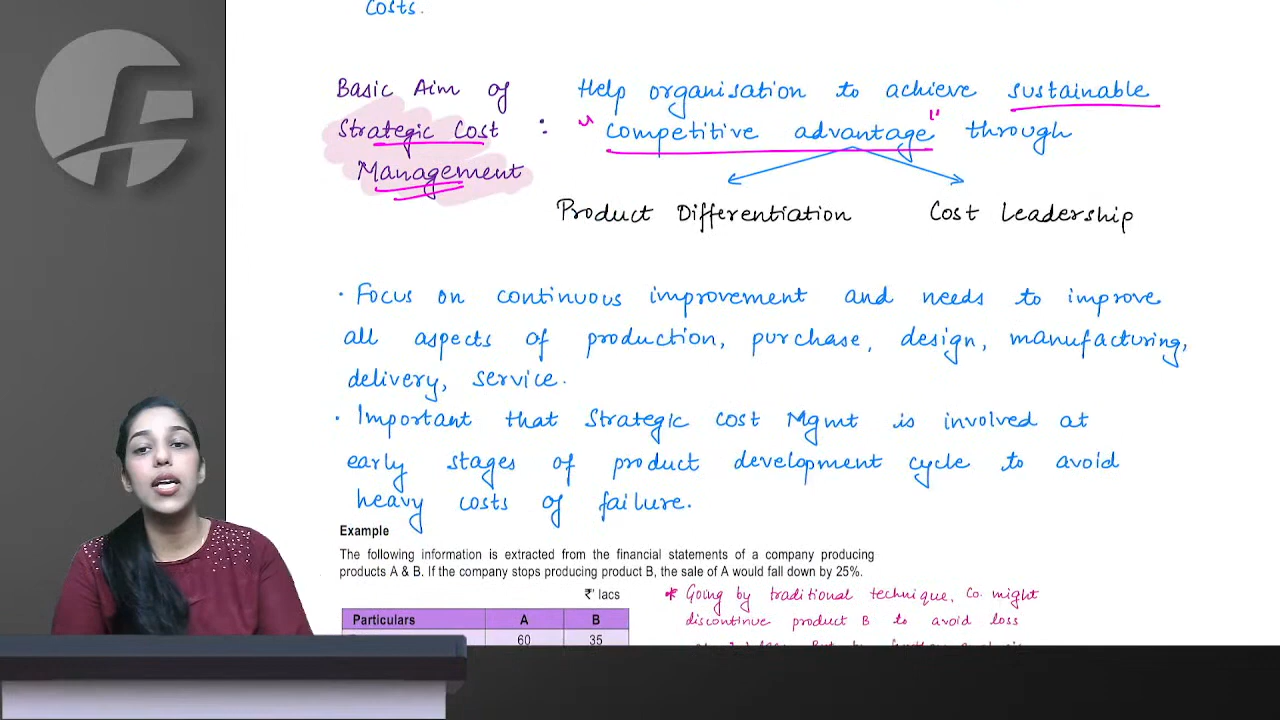 costs.
Basic Aim of Strategic Cost Management : Help organisation to achieve sustainable
"competitive advantage" through
Product Differentiation Cost Leadership
· Focus on continuous improvement and needs to improve
all aspects of production, purchase, design, manufacturing,
delivery, service.
· Important that Strategic cost Mgmt is involved at
early stages of product development cycle to avoid
heavy costs of failure.
Example
The following information is extracted from the financial statements of a company producing
products A & B. If the company stops producing product B, the sale of A would fall down by 25%.
₹' lacs
Particulars A B
60 35
* Going by traditional technique, Co. might
discontinue product B to avoid loss